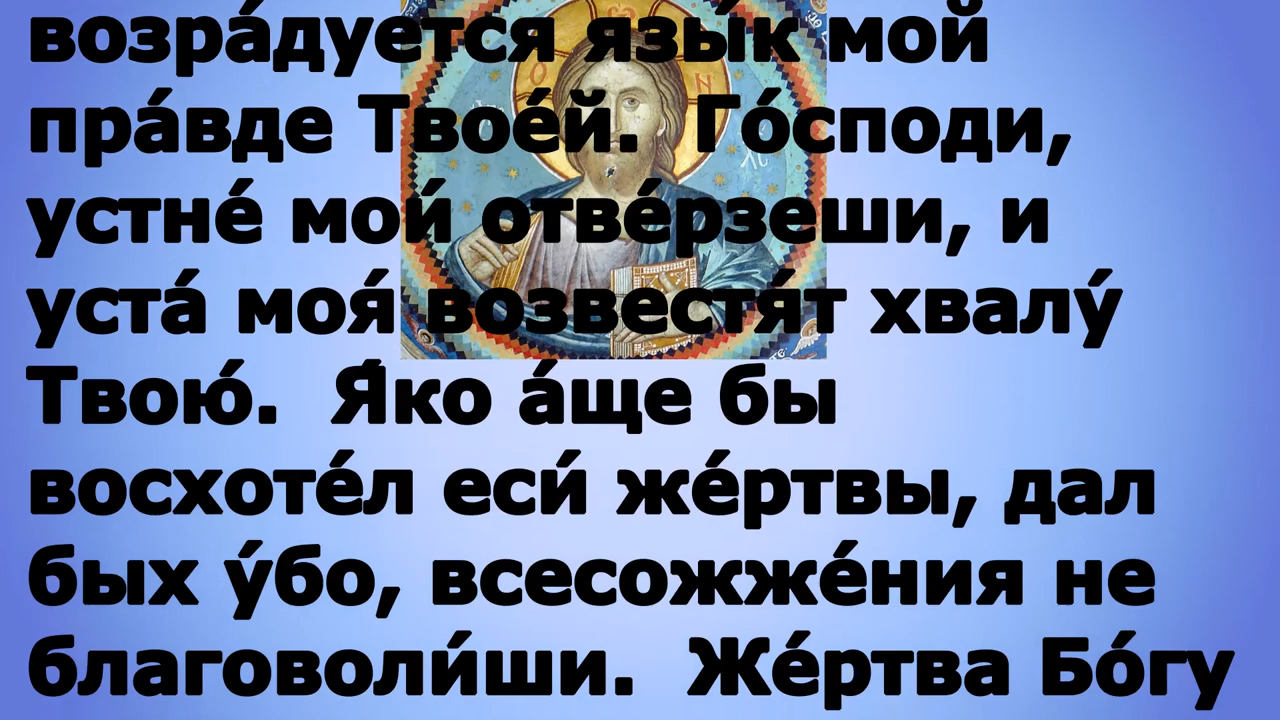 возра́дуется язы́к мой
пра́вде Твое́й.  Го́споди,
устне́ мои́ отве́рзеши, и
уста́ моя́ возвестя́т хвалу́
Твою́.  Я́ко а́ще бы
восхоте́л еси́ же́ртвы, дал
бых у́бо, всесожже́ния не
благоволи́ши.  Же́ртва Бо́гу